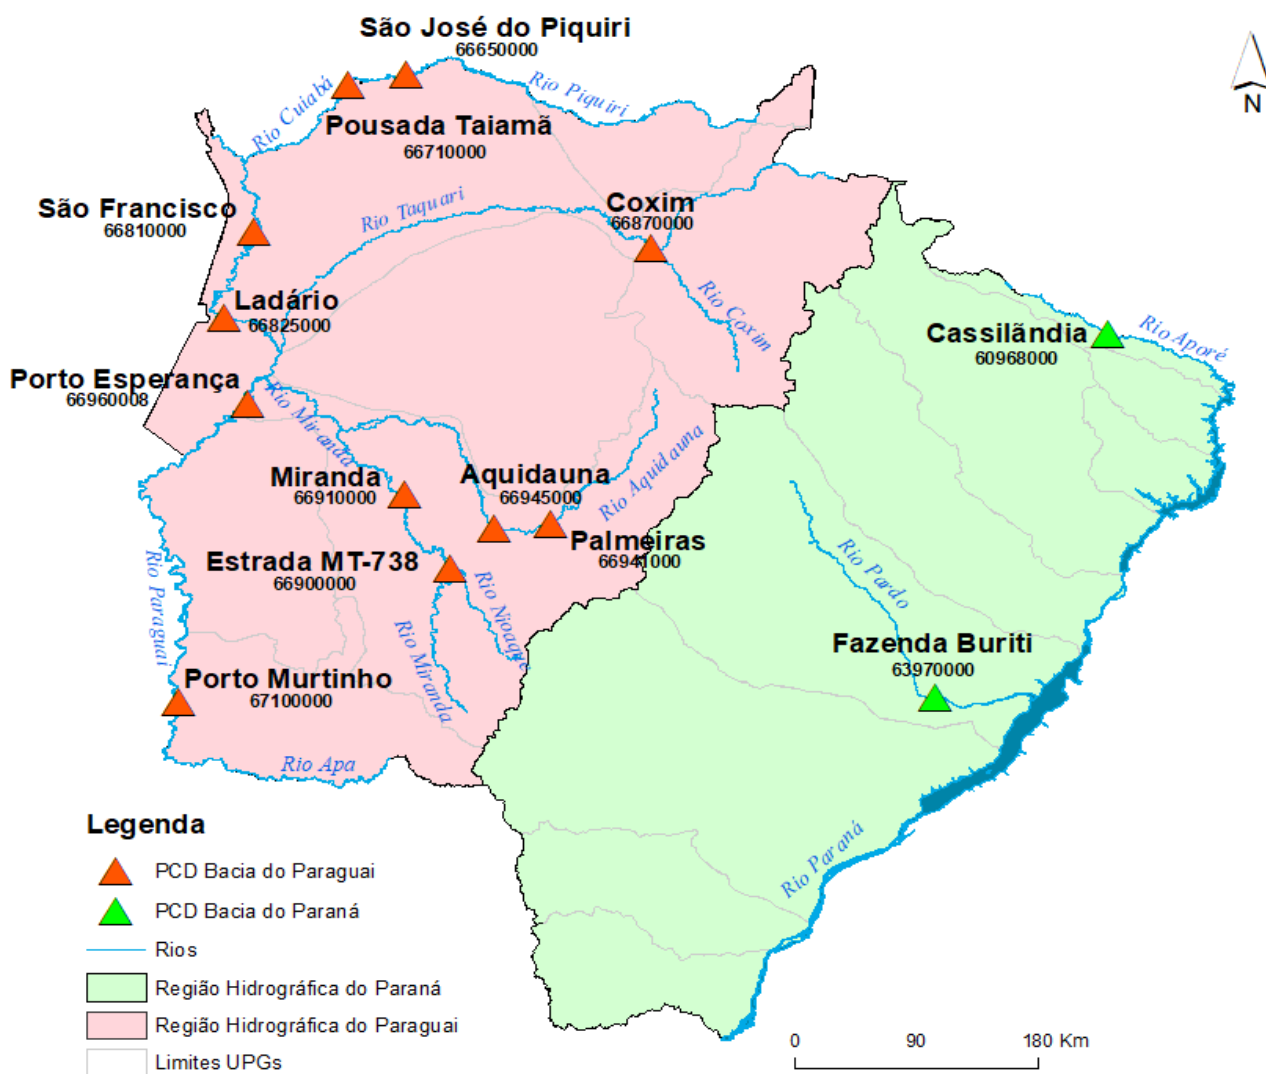 São José do Piquiri
66650000
N
Rio Cuiabá
Rio Piquiri
Pousada Taiamã
66710000
São Francisco
66810000
Rio Taquari
Coxim
66870000
Ladário
66825000
Rio Coxim
Cassilândia
60968000
Rio Aporé
Porto Esperança
66960008
Rio Miranda
Miranda
66910000
Aquidauna
66945000
Rio Aquidauna
Palmeiras
66941000
Estrada MT-738
66900000
Rio Nioaque
Rio Pardo
Rio Paraguai
Rio Miranda
Fazenda Buriti
63970000
Porto Murtinho
67100000
Rio Apa
Rio Paraná
Legenda
PCD Bacia do Paraguai
PCD Bacia do Paraná
Rios
Região Hidrográfica do Paraná
Região Hidrográfica do Paraguai
Limites UPGs
0 90 180 Km